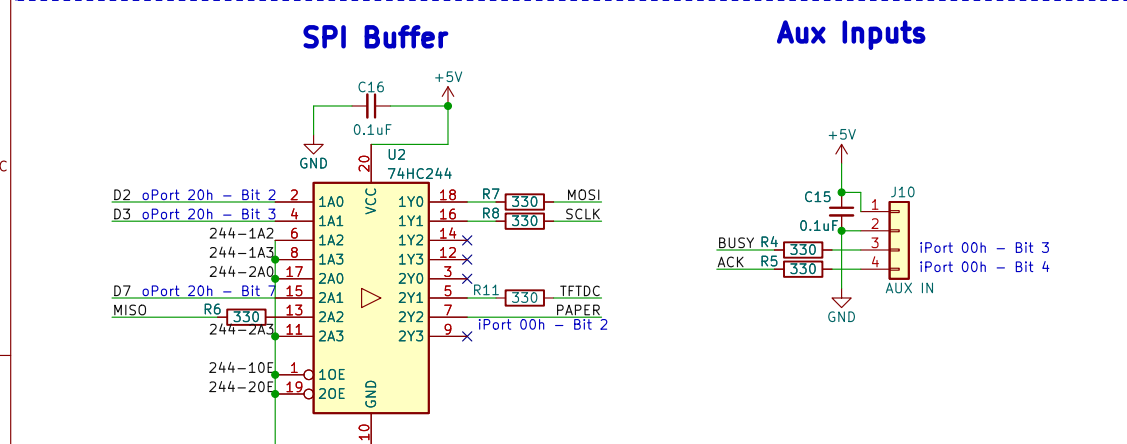 SPI Buffer
Aux Inputs
C16
+5V
0.1uF
GND
20
U2
74HC244
VCC
D2 oPort 20h – Bit 2 2 1A0 1Y0 18 R7 330 MOSI
D3 oPort 20h – Bit 3 4 1A1 1Y1 16 R8 330 SCLK
244-1A2 6 1A2 1Y2 14
244-1A3 8 1A3 1Y3 12
244-2A0 17 2A0 2Y0 3
D7 oPort 20h – Bit 7 15 2A1 2Y1 5 R11 330 TFTDC
MISO R6 330 13 2A2 2Y2 7 PAPER
iPort 00h – Bit 2
244-2A3 11 2A3 2Y3 9
244-1OE 1 1OE
244-2OE 19 2OE
GND
10
+5V
C15
0.1uF
J10
1
2
BUSY R4 330 3 iPort 00h – Bit 3
ACK R5 330 4 iPort 00h – Bit 4
AUX IN
GND
C